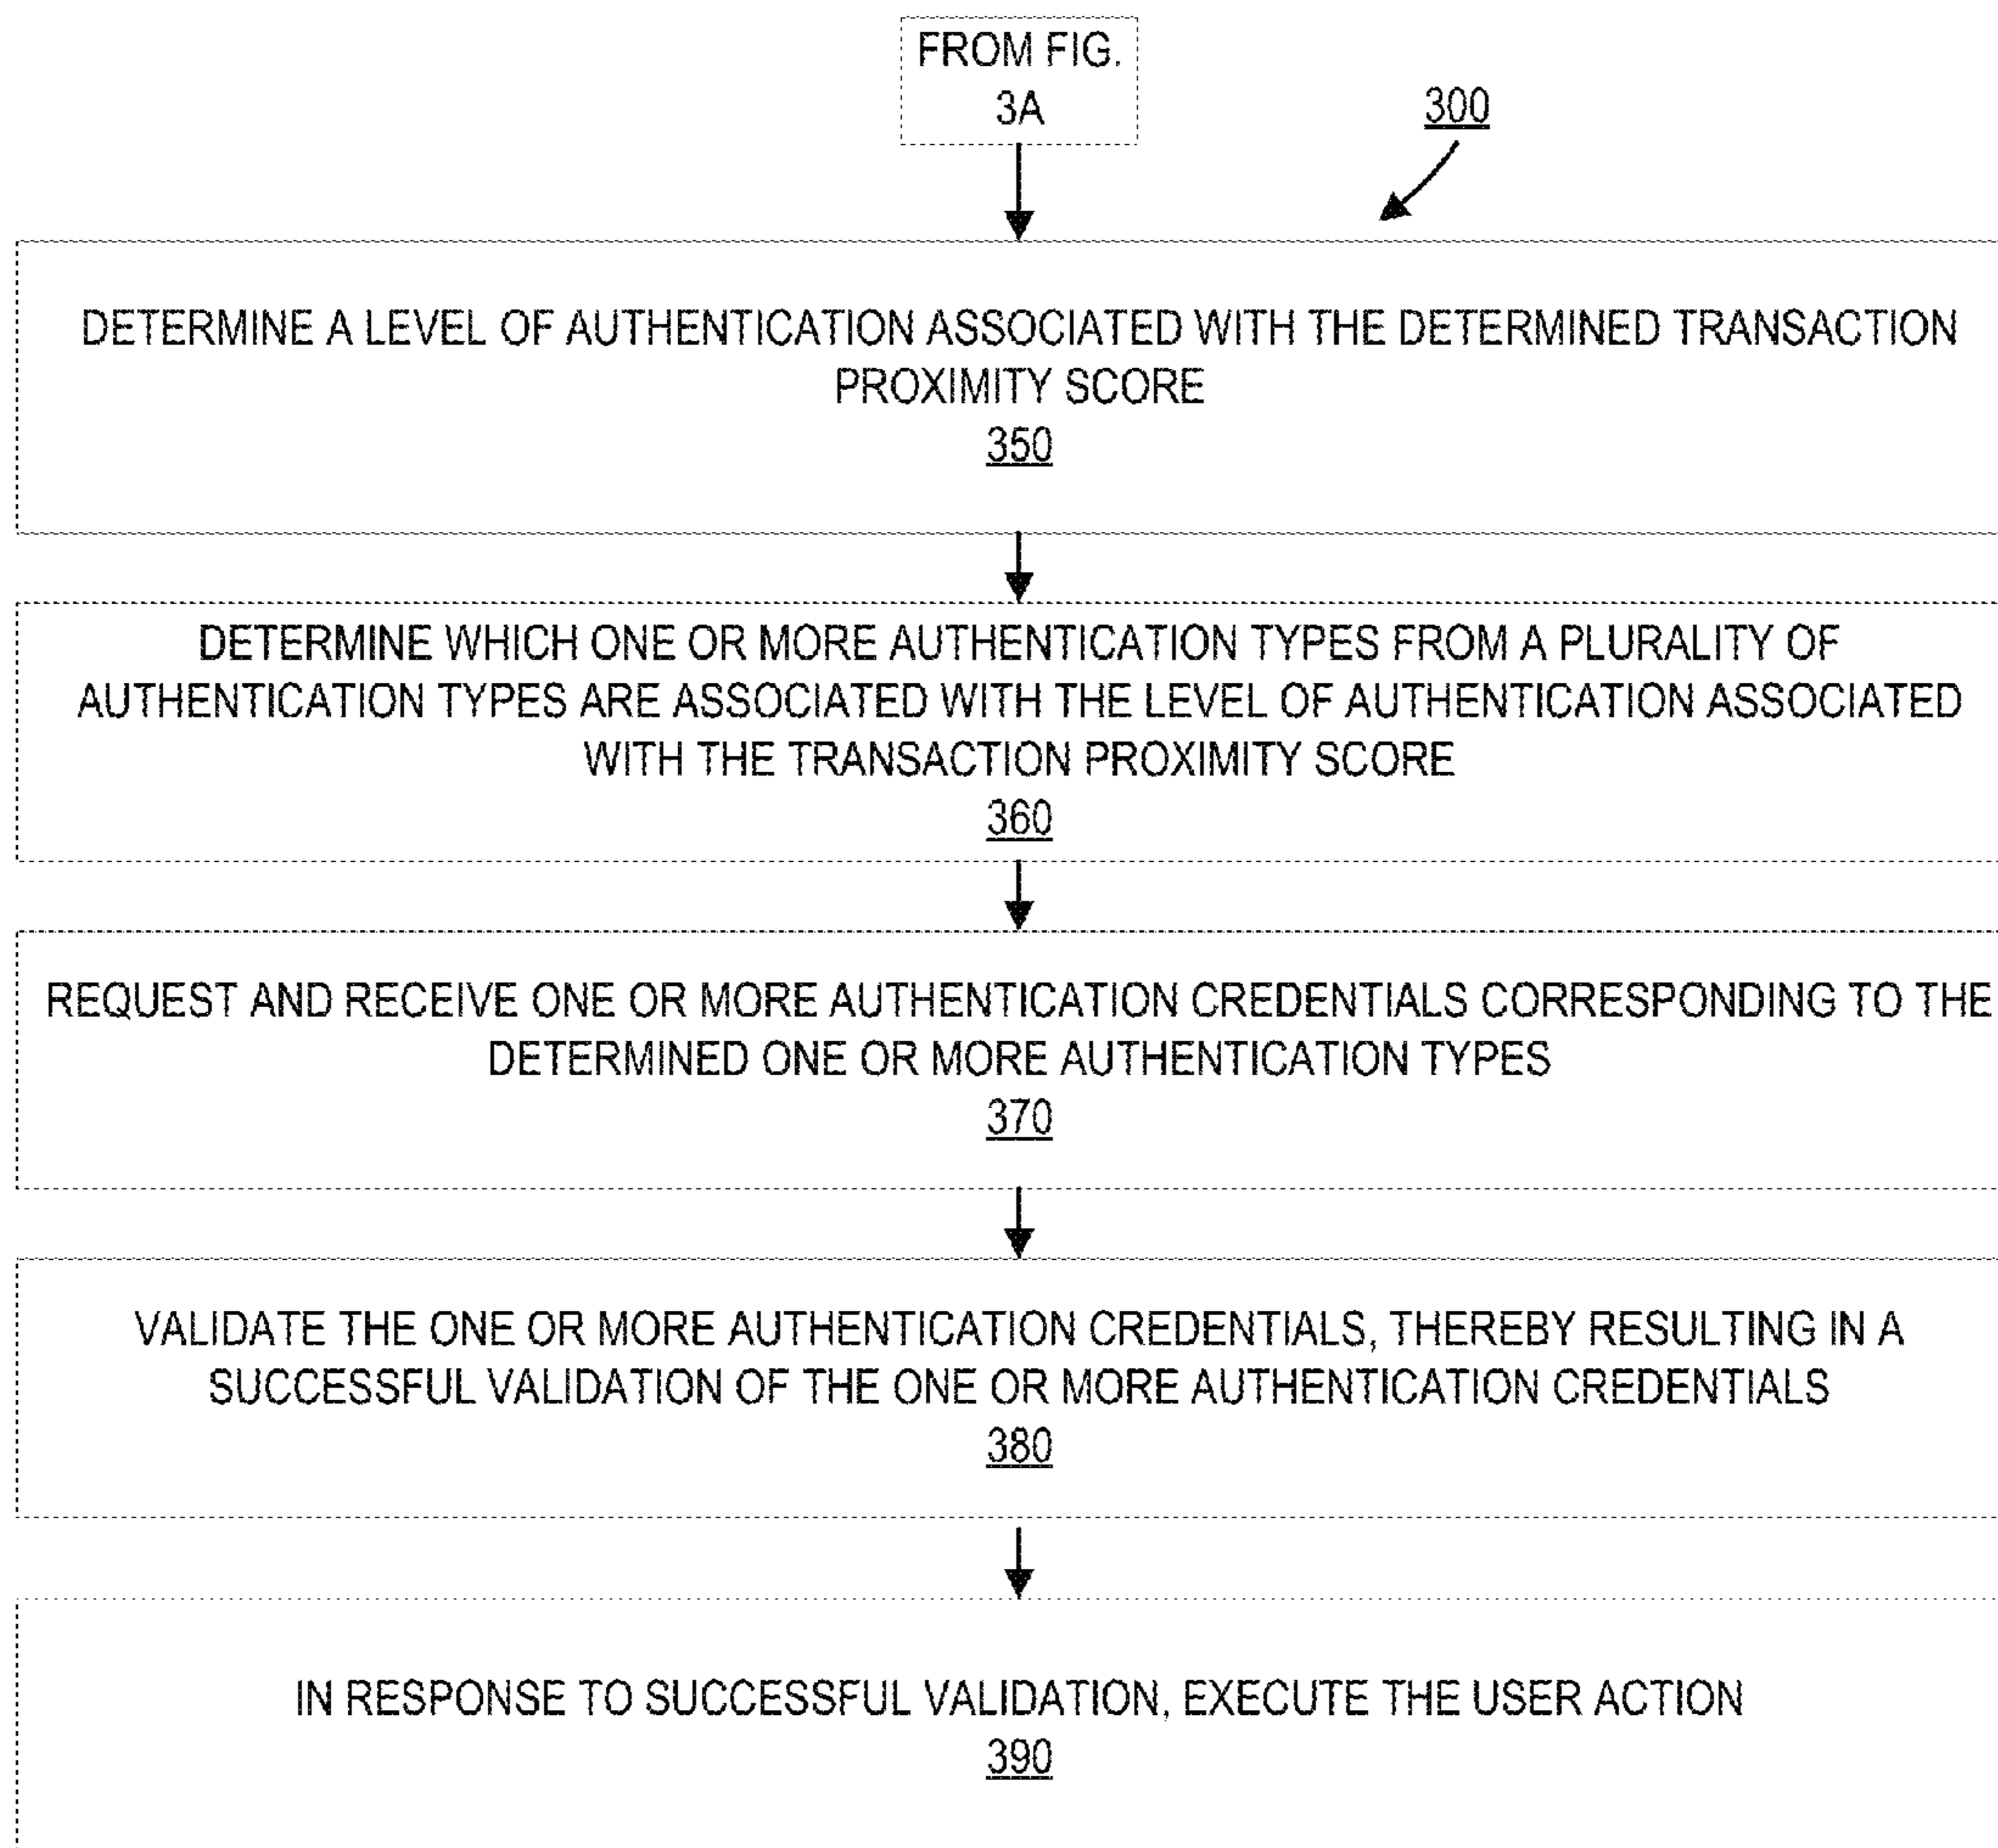 FROM FIG.
3A
300
DETERMINE A LEVEL OF AUTHENTICATION ASSOCIATED WITH THE DETERMINED TRANSACTION
PROXIMITY SCORE
350
DETERMINE WHICH ONE OR MORE AUTHENTICATION TYPES FROM A PLURALITY OF
AUTHENTICATION TYPES ARE ASSOCIATED WITH THE LEVEL OF AUTHENTICATION ASSOCIATED
WITH THE TRANSACTION PROXIMITY SCORE
360
REQUEST AND RECEIVE ONE OR MORE AUTHENTICATION CREDENTIALS CORRESPONDING TO THE
DETERMINED ONE OR MORE AUTHENTICATION TYPES
370
VALIDATE THE ONE OR MORE AUTHENTICATION CREDENTIALS, THEREBY RESULTING IN A
SUCCESSFUL VALIDATION OF THE ONE OR MORE AUTHENTICATION CREDENTIALS
380
IN RESPONSE TO SUCCESSFUL VALIDATION, EXECUTE THE USER ACTION
390